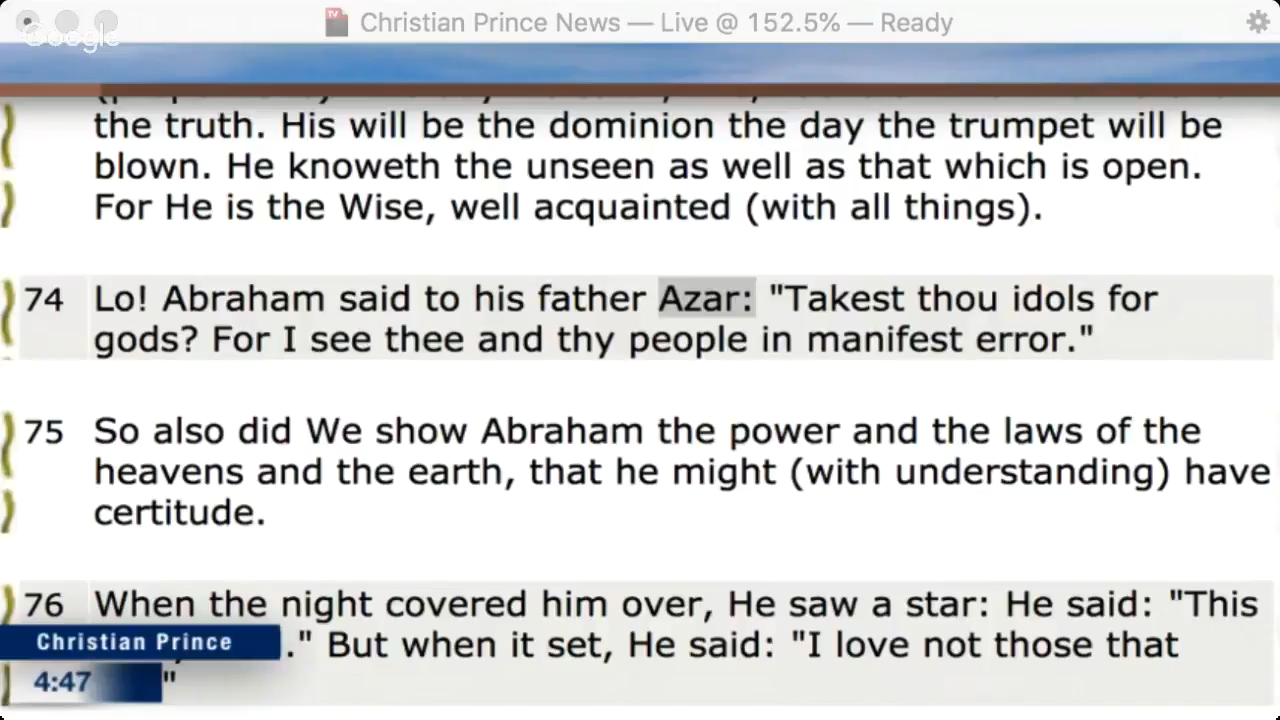 Christian Prince News — Live @ 152.5% — Ready
Google
the truth. His will be the dominion the day the trumpet will be
blown. He knoweth the unseen as well as that which is open.
For He is the Wise, well acquainted (with all things).
74 Lo! Abraham said to his father Azar: "Takest thou idols for
gods? For I see thee and thy people in manifest error."
75 So also did We show Abraham the power and the laws of the
heavens and the earth, that he might (with understanding) have
certitude.
76 When the night covered him over, He saw a star: He said: "This
Christian Prince ." But when it set, He said: "I love not those that
4:47 "